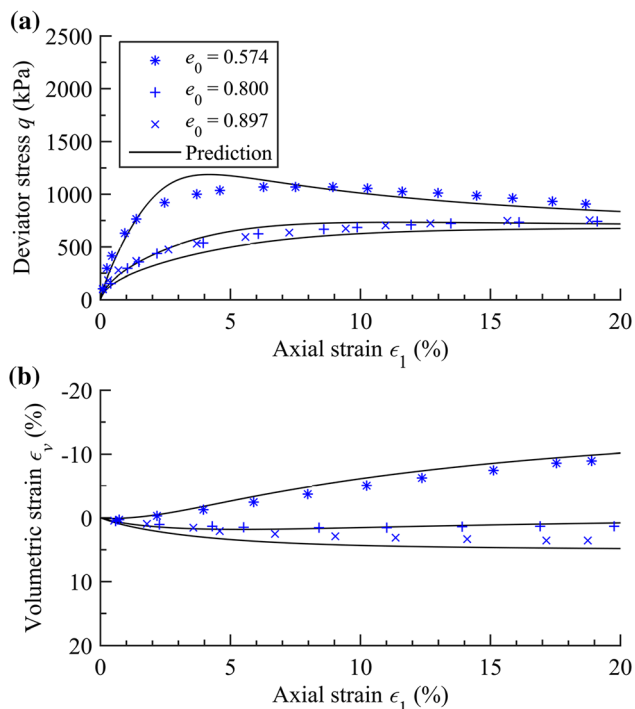 (a)
2500
2000
1500
1000
500
0
Deviator stress q (kPa)
e0 = 0.574
e0 = 0.800
e0 = 0.897
Prediction
0 5 10 15 20
Axial strain ϵ1 (%)
(b)
-20
-10
0
10
20
Volumetric strain ϵv (%)
0 5 10 15 20
Axial strain ϵ1 (%)